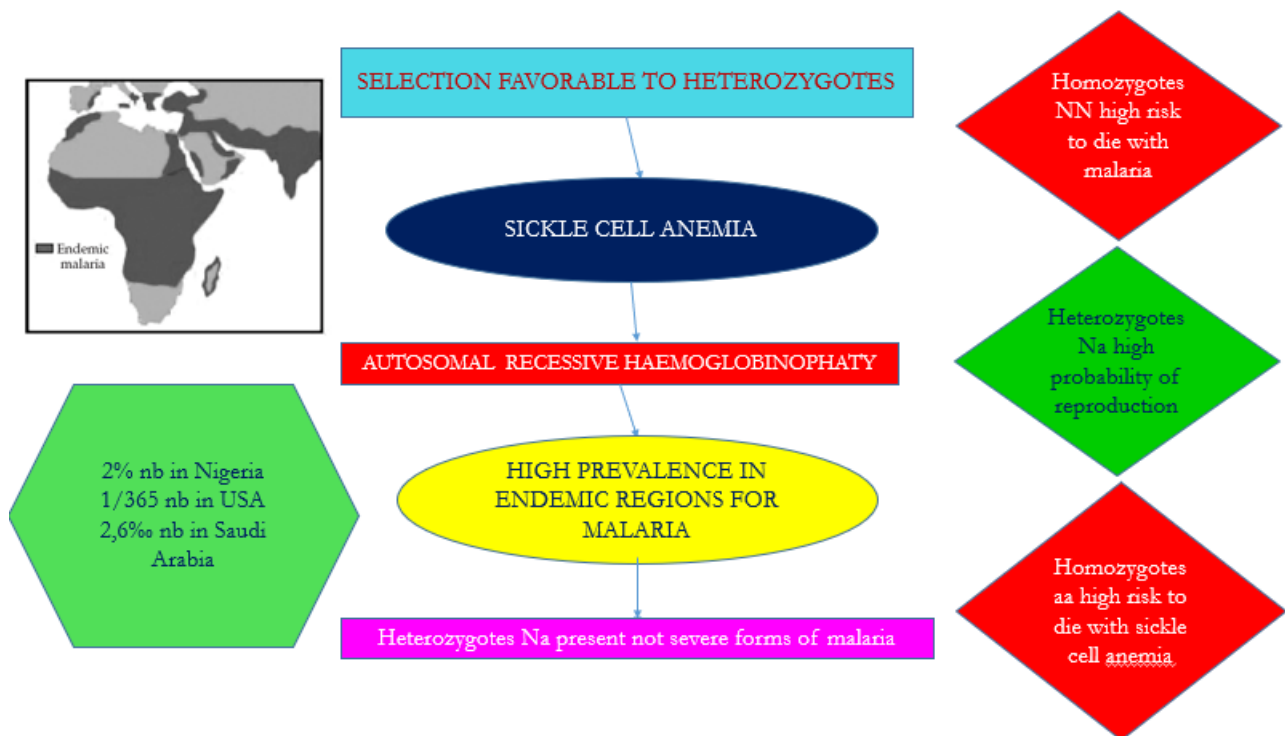 SELECTION FAVORABLE TO HETEROZYGOTES
Endemic
malaria
SICKLE CELL ANEMIA
AUTOSOMAL RECESSIVE HAEMOGLOBINOPHATY
2% nb in Nigeria
1/365 nb in USA
2,6‰ nb in Saudi
Arabia
HIGH PREVALENCE IN
ENDEMIC REGIONS FOR
MALARIA
Heterozygotes Na present not severe forms of malaria
Homozygotes
NN high risk
to die with
malaria
Heterozygotes
Na high
probability of
reproduction
Homozygotes
aa high risk to
die with sickle
cell anemia